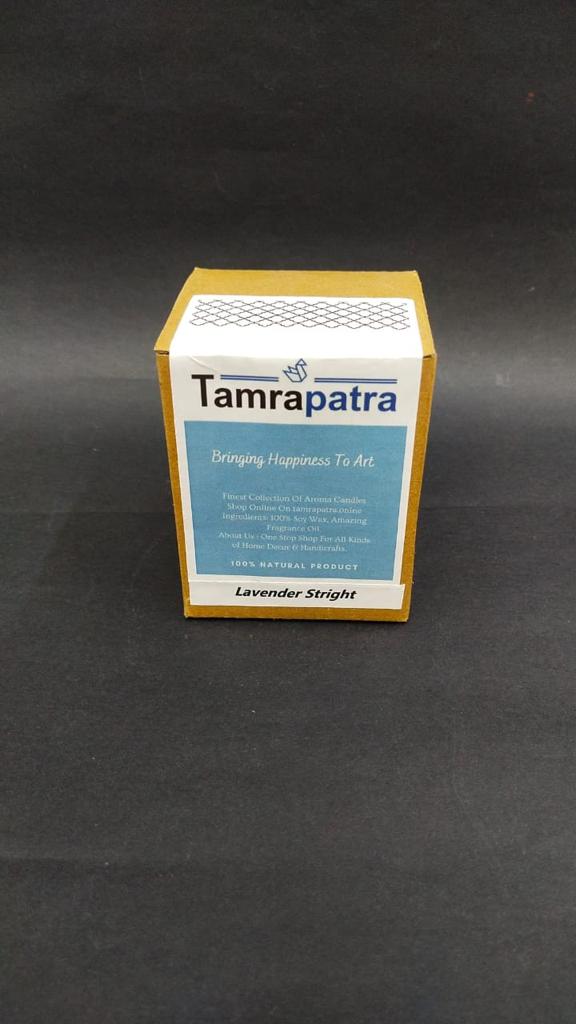 Tamrapatra
Bringing Happiness To Art
Finest Collection Of Aroma Candles
Shop Online On tamrapatra.onine
Ingredients: 100% Soy Wax, Amazing
Fragrance Oil.
About Us : One Stop Shop For All Kinds
of Home Decor & Handicrafts.
100% NATURAL PRODUCT
Lavender Stright